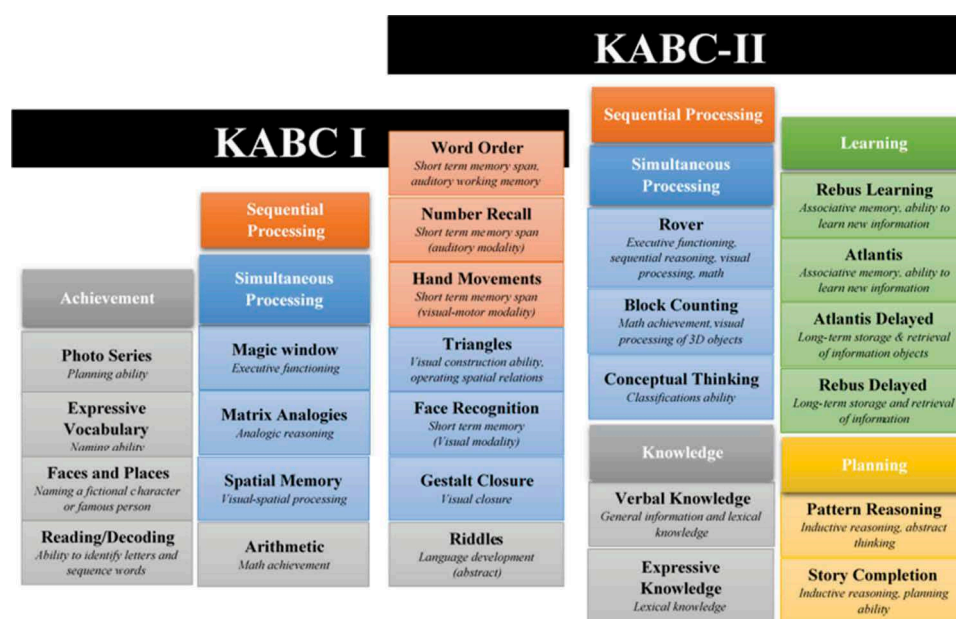 KABC-II
KABC I
Achievement
Photo Series
Planning ability
Expressive
Vocabulary
Naming ability
Faces and Places
Naming a fictional character
or famous person
Reading/Decoding
Ability to identify letters and
sequence words
Sequential
Processing
Simultaneous
Processing
Magic window
Executive functioning
Matrix Analogies
Analogic reasoning
Spatial Memory
Visual-spatial processing
Arithmetic
Math achievement
Word Order
Short term memory span,
auditory working memory
Number Recall
Short term memory span
(auditory modality)
Hand Movements
Short term memory span
(visual-motor modality)
Triangles
Visual construction ability,
operating spatial relations
Face Recognition
Short term memory
(Visual modality)
Gestalt Closure
Visual closure
Riddles
Language development
(abstract)
Sequential Processing
Simultaneous
Processing
Rover
Executive functioning,
sequential reasoning, visual
processing, math
Block Counting
Math achievement, visual
processing of 3D objects
Conceptual Thinking
Classifications ability
Knowledge
Verbal Knowledge
General information and lexical
knowledge
Expressive
Knowledge
Lexical knowledge
Learning
Rebus Learning
Associative memory, ability to
learn new information
Atlantis
Associative memory, ability to
learn new information
Atlantis Delayed
Long-term storage & retrieval
of information objects
Rebus Delayed
Long-term storage and retrieval
of information
Planning
Pattern Reasoning
Inductive reasoning, abstract
thinking
Story Completion
Inductive reasoning, planning
ability